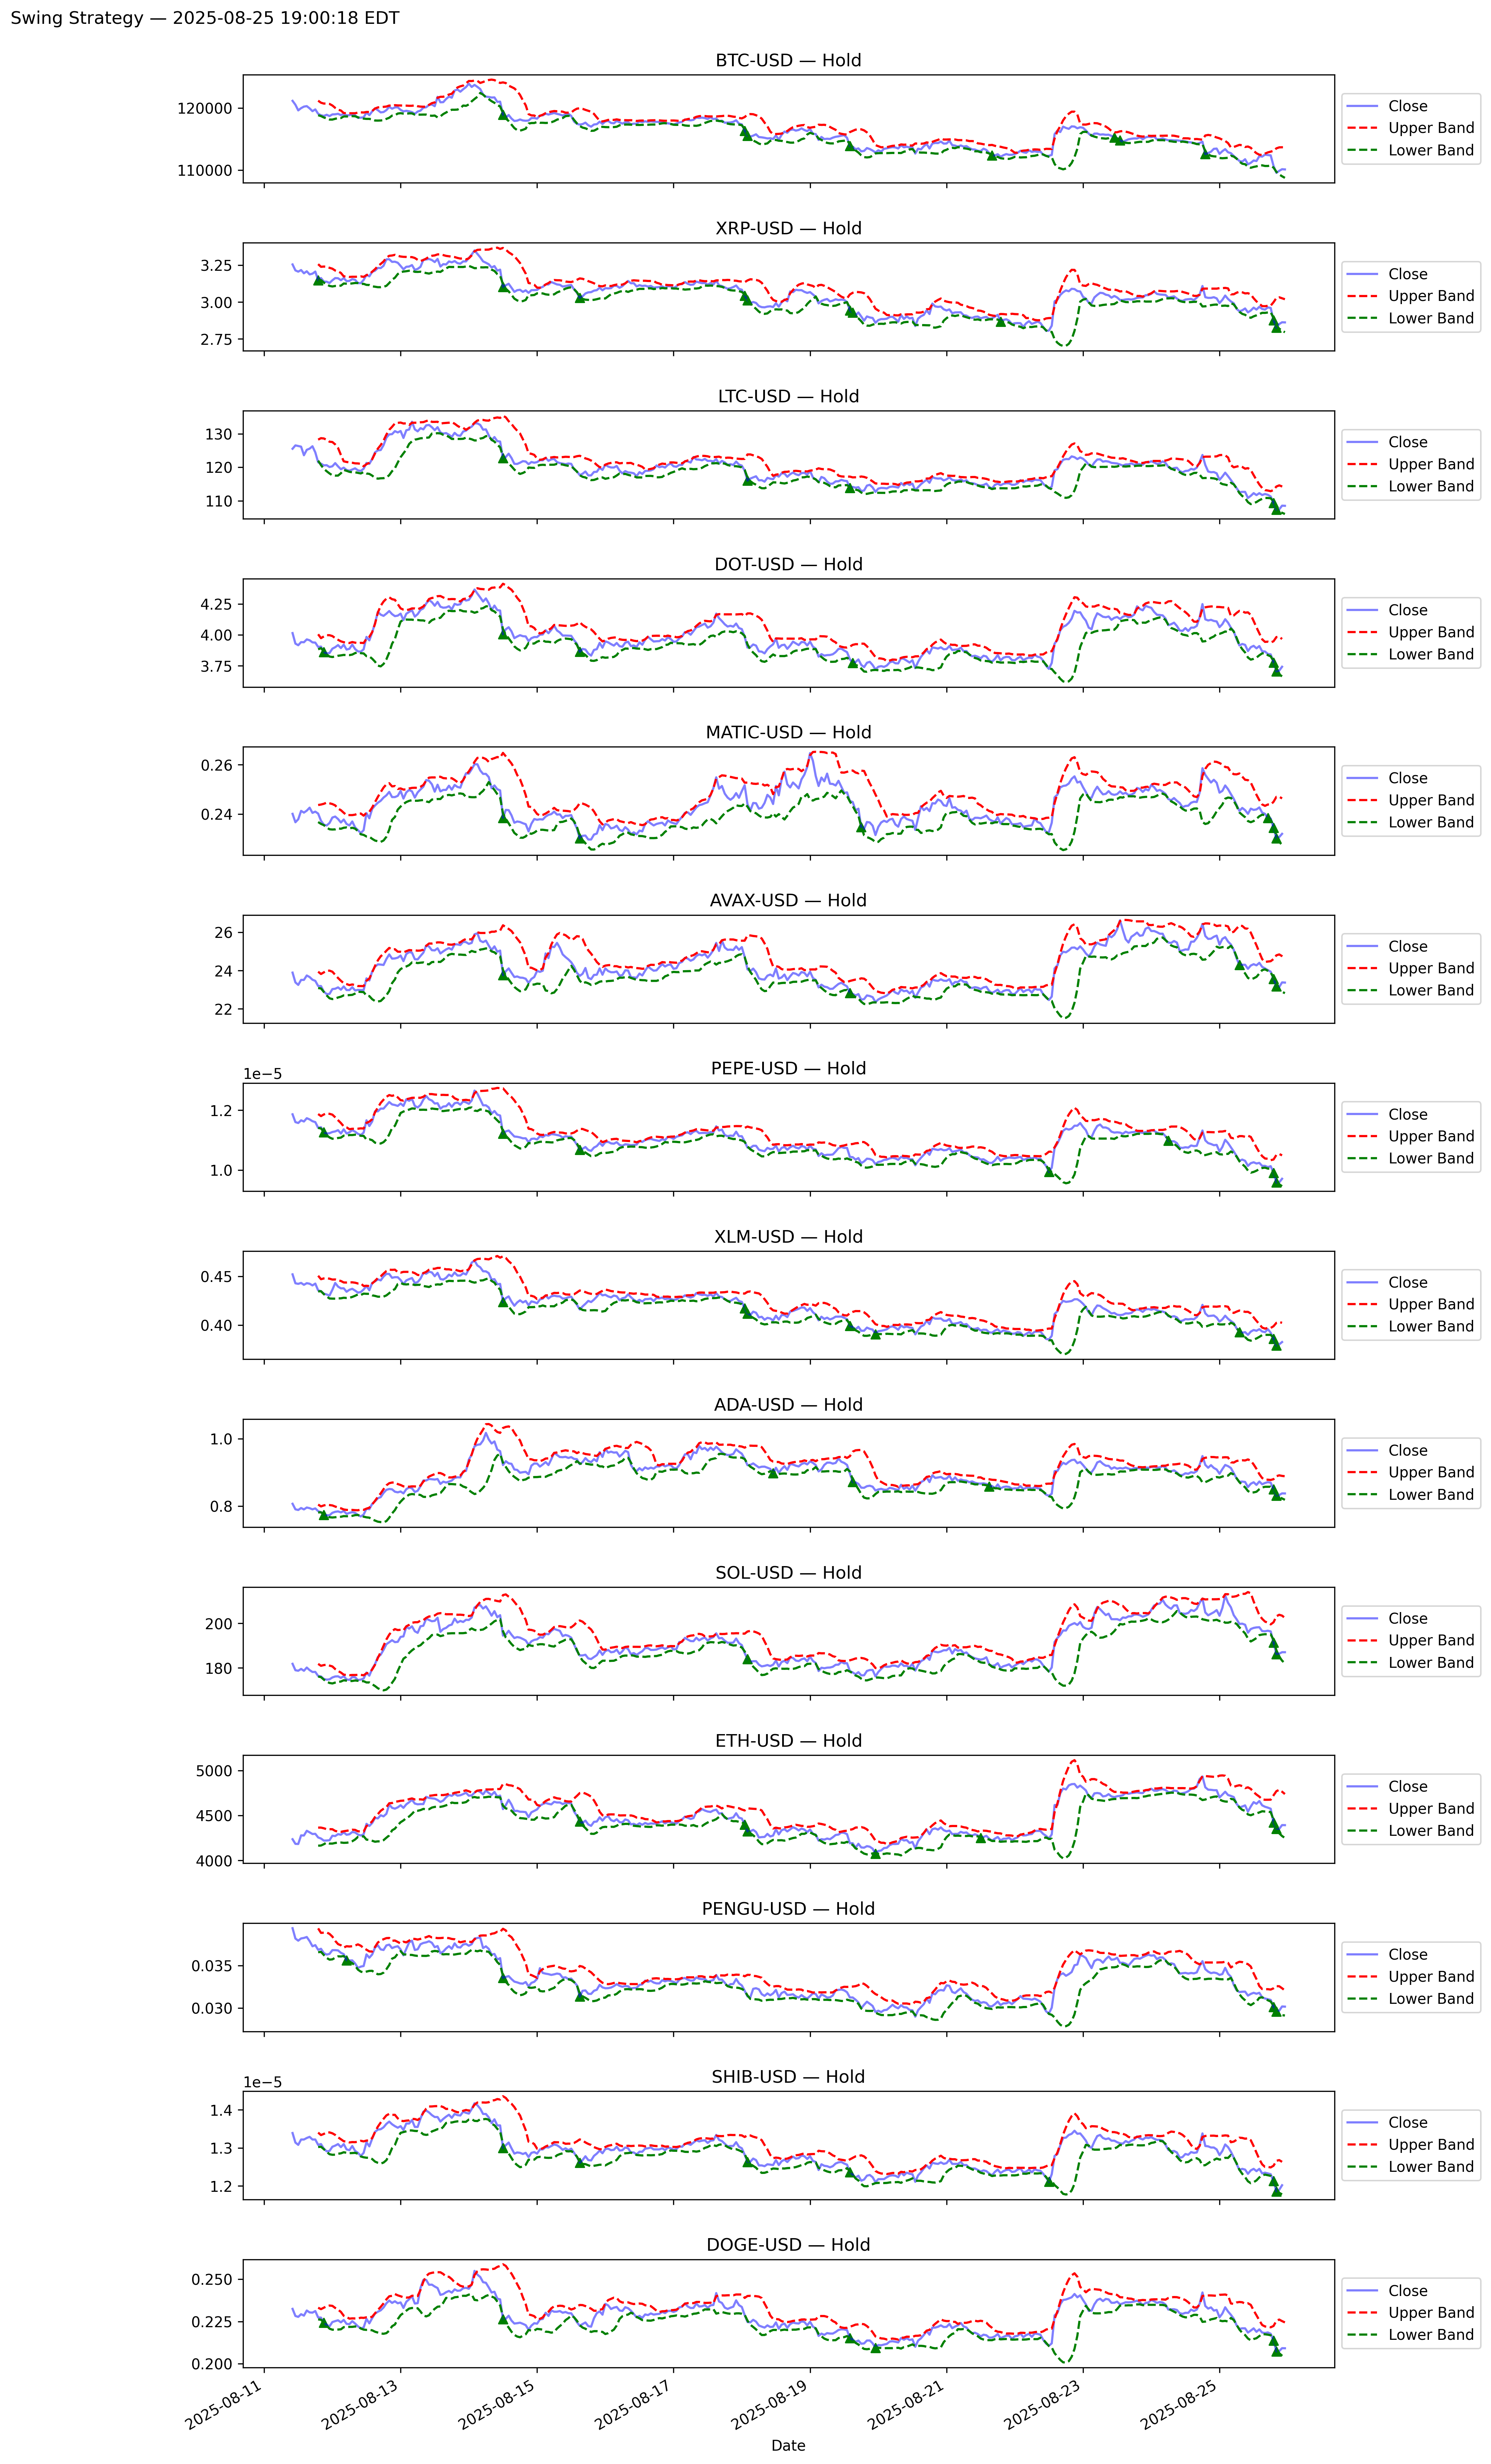 Swing Strategy — 2025-08-25 19:00:18 EDT
BTC-USD — Hold
120000
110000
Close
Upper Band
Lower Band
XRP-USD — Hold
3.25
3.00
2.75
Close
Upper Band
Lower Band
LTC-USD — Hold
130
120
110
Close
Upper Band
Lower Band
DOT-USD — Hold
4.25
4.00
3.75
Close
Upper Band
Lower Band
MATIC-USD — Hold
0.26
0.24
Close
Upper Band
Lower Band
AVAX-USD — Hold
26
24
22
Close
Upper Band
Lower Band
PEPE-USD — Hold
1e−5
1.2
1.0
Close
Upper Band
Lower Band
XLM-USD — Hold
0.45
0.40
Close
Upper Band
Lower Band
ADA-USD — Hold
1.0
0.8
Close
Upper Band
Lower Band
SOL-USD — Hold
200
180
Close
Upper Band
Lower Band
ETH-USD — Hold
5000
4500
4000
Close
Upper Band
Lower Band
PENGU-USD — Hold
0.035
0.030
Close
Upper Band
Lower Band
SHIB-USD — Hold
1e−5
1.4
1.3
1.2
Close
Upper Band
Lower Band
DOGE-USD — Hold
0.250
0.225
0.200
Close
Upper Band
Lower Band
2025-08-11
2025-08-13
2025-08-15
2025-08-17
2025-08-19
2025-08-21
2025-08-23
2025-08-25
Date